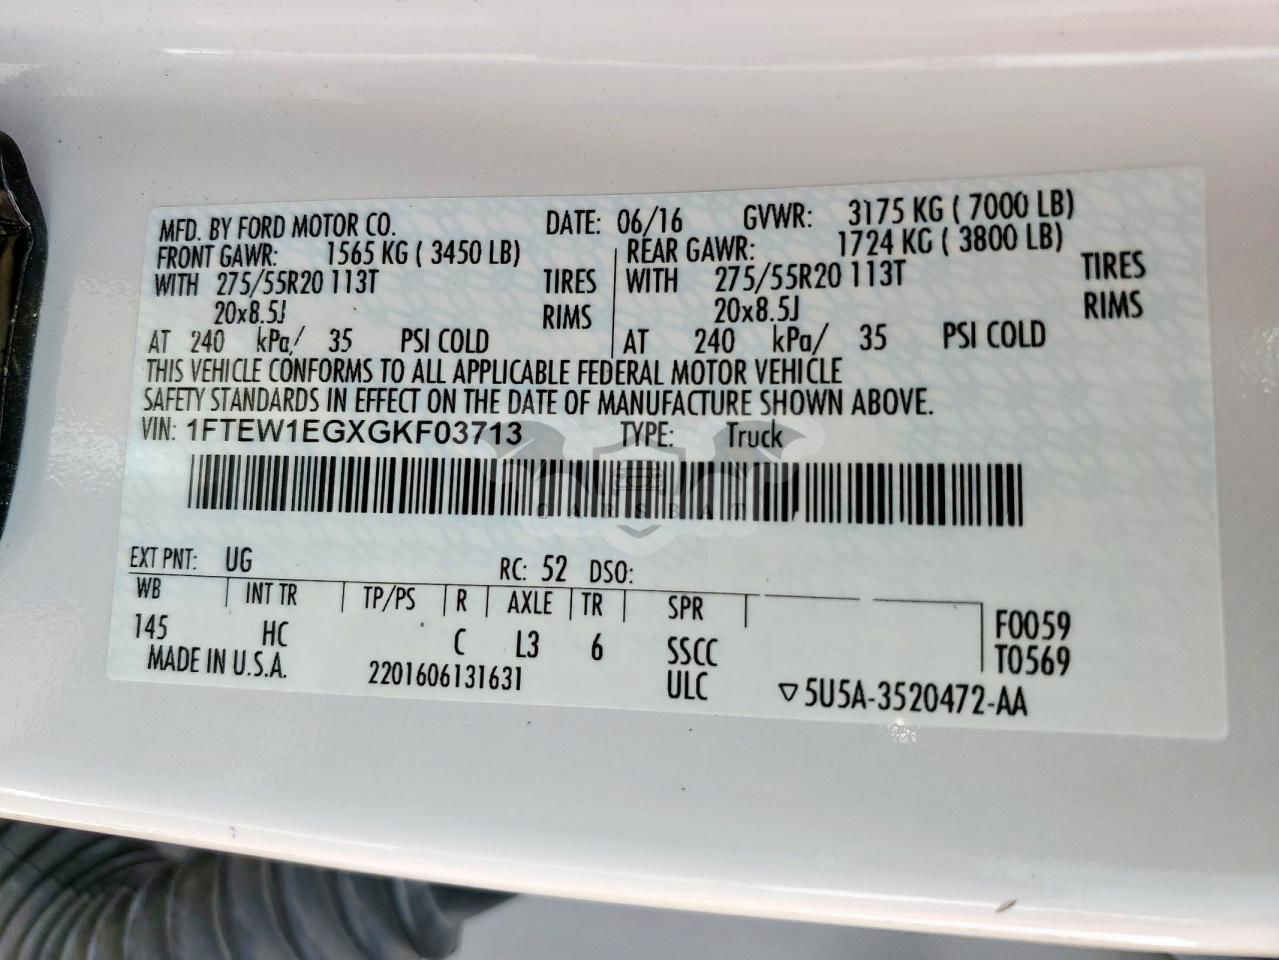 MFD. BY FORD MOTOR CO. DATE: 06/16 GVWR: 3175 KG ( 7000 LB)
FRONT GAWR: 1565 KG ( 3450 LB) REAR GAWR: 1724 KG ( 3800 LB)
WITH 275/55R20 113T TIRES WITH 275/55R20 113T TIRES
20x8.5J RIMS 20x8.5J RIMS
AT 240 kPa/ 35 PSI COLD AT 240 kPa/ 35 PSI COLD
THIS VEHICLE CONFORMS TO ALL APPLICABLE FEDERAL MOTOR VEHICLE
SAFETY STANDARDS IN EFFECT ON THE DATE OF MANUFACTURE SHOWN ABOVE.
VIN: 1FTEW1EGXGKF03713 TYPE: Truck
CARSBAD
EXT PNT: UG RC: 52 DSO:
WB INT TR TP/PS R AXLE TR SPR
145 HC C L3 6 SSCC
F0059
T0569
MADE IN U.S.A. 2201606131631 ULC ▽5U5A-3520472-AA